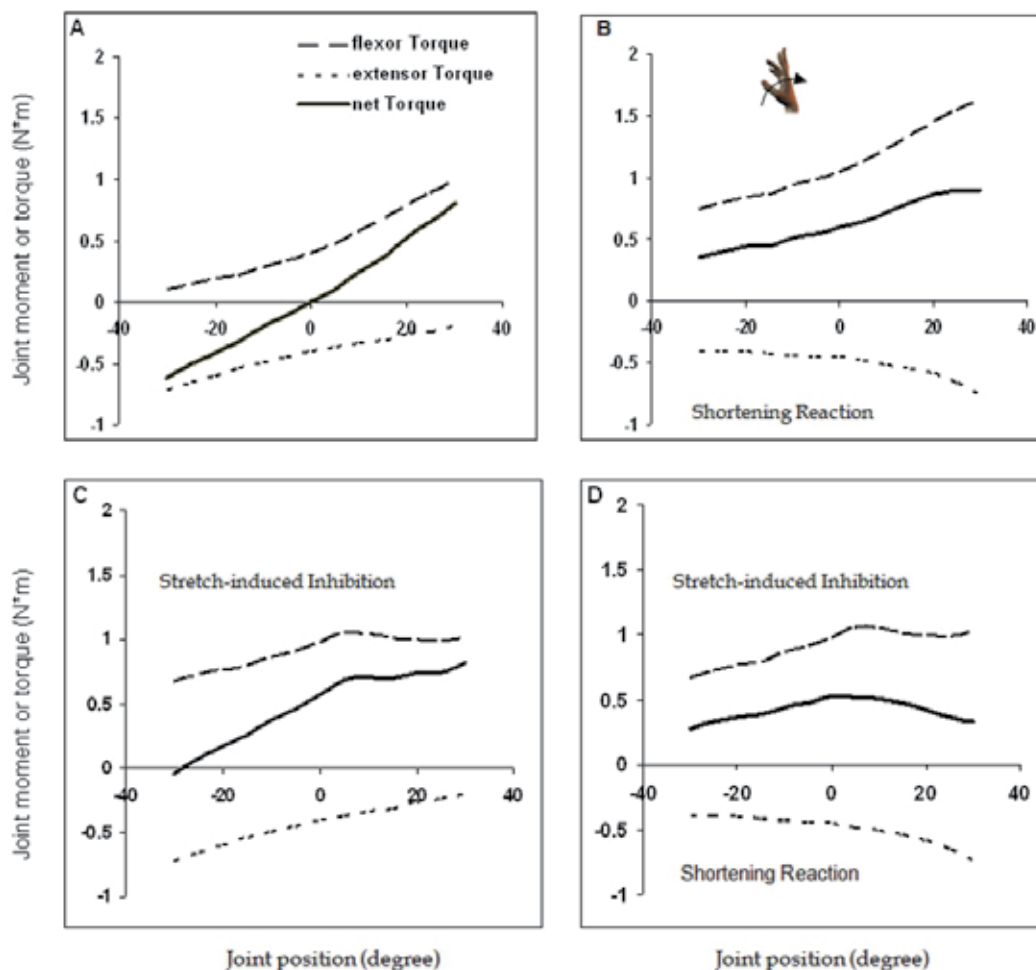 A
flexor Torque
extensor Torque
net Torque
Joint moment or torque (N*m)
2
1.5
1
0.5
0
-0.5
-1
-40 -20 0 20 40
B
2
1.5
1
0.5
0
-0.5
-1
-40 -20 0 20 40
Shortening Reaction
C
Joint moment or torque (N*m)
2
1.5
1
0.5
0
-0.5
-1
-40 -20 0 20 40
Stretch-induced Inhibition
Joint position (degree)
D
2
1.5
1
0.5
0
-0.5
-1
-40 -20 0 20 40
Stretch-induced Inhibition
Shortening Reaction
Joint position (degree)